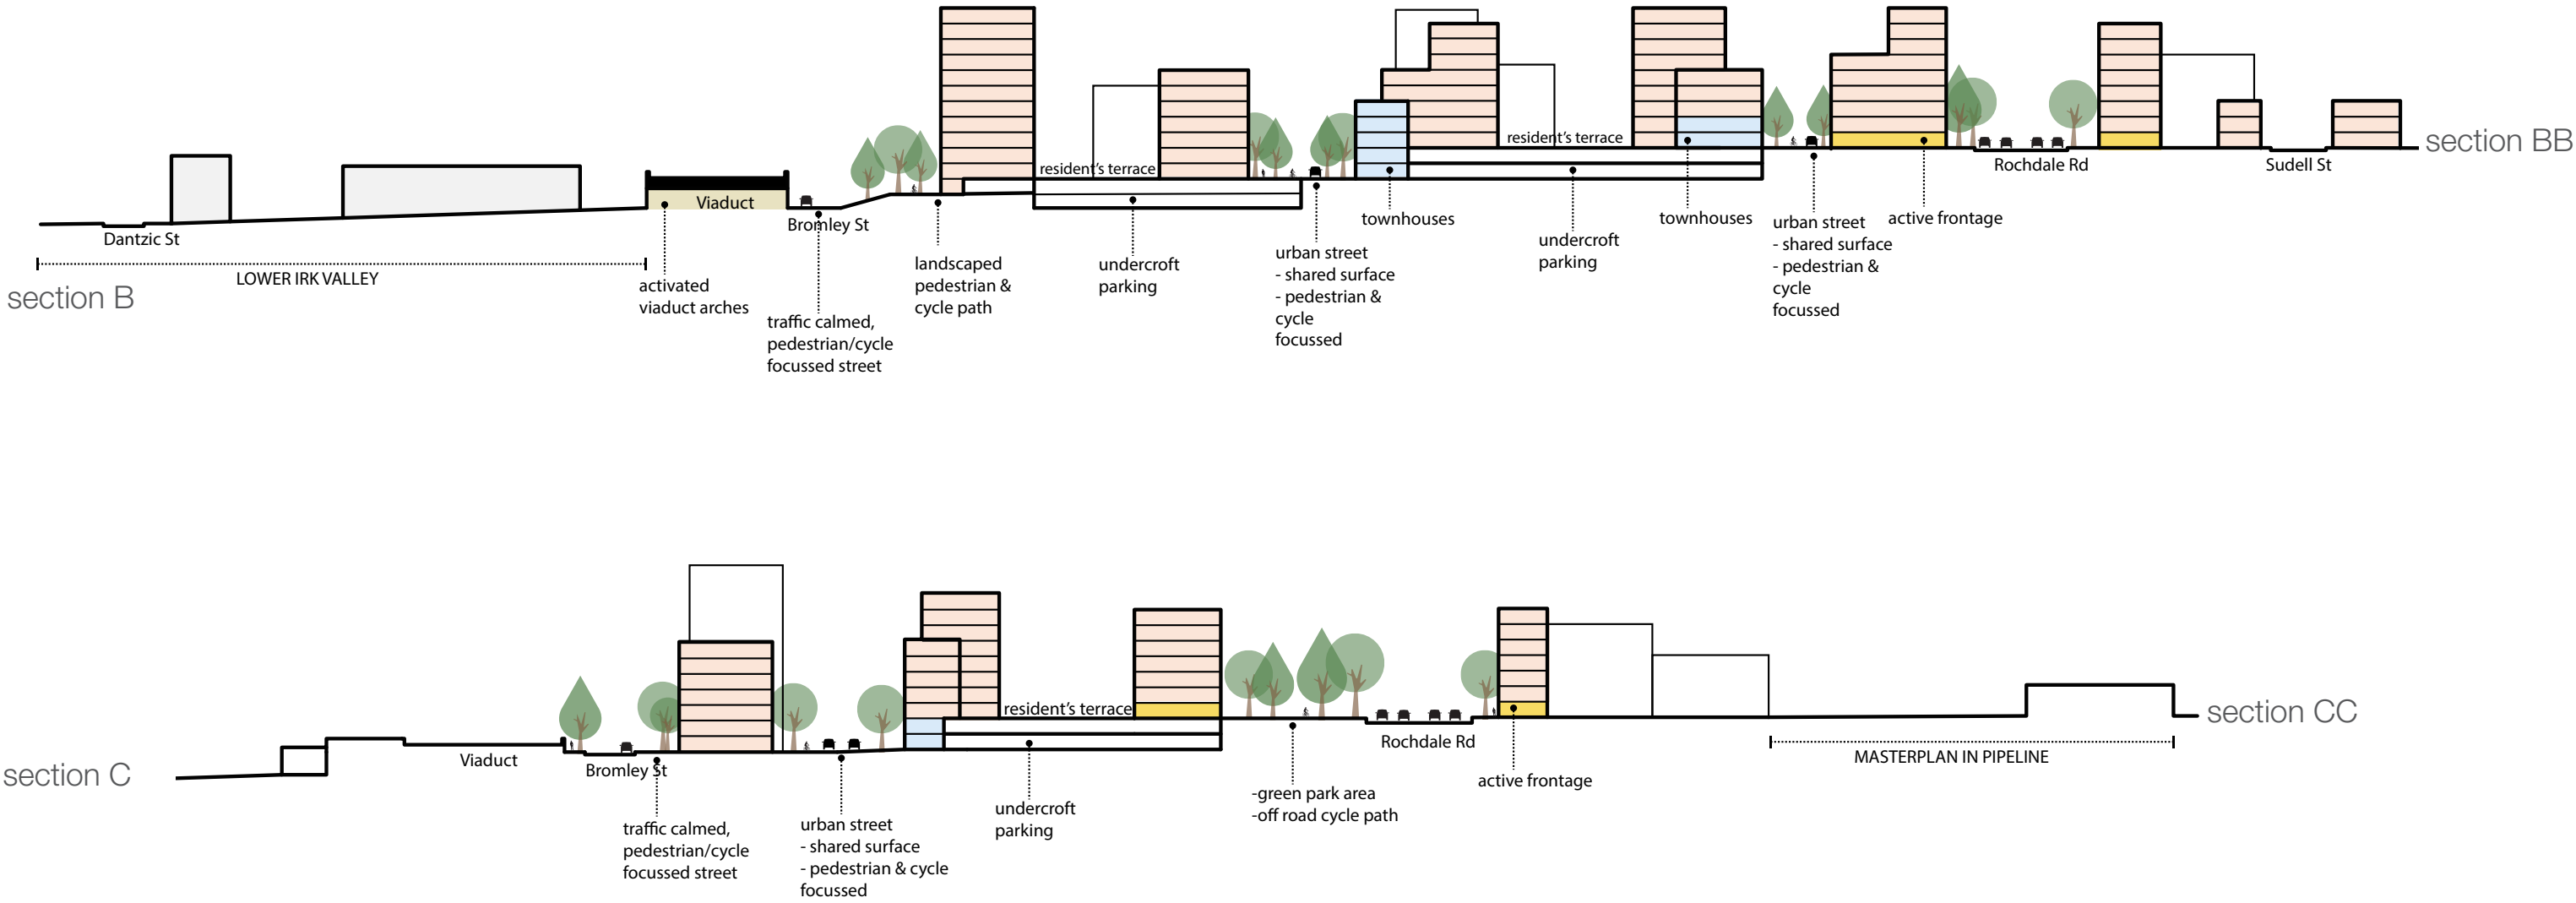 resident's terrace
resident's terrace
section BB
Viaduct
Rochdale Rd
Sudell St
Dantzic St
Bromley St
townhouses
townhouses
urban street
- shared surface
- pedestrian &
cycle
focussed
active frontage
LOWER IRK VALLEY
section B
activated
viaduct arches
traffic calmed,
pedestrian/cycle
focussed street
landscaped
pedestrian &
cycle path
undercroft
parking
urban street
- shared surface
- pedestrian &
cycle
focussed
undercroft
parking
resident's terrace
section CC
section C
Viaduct
Bromley St
Rochdale Rd
MASTERPLAN IN PIPELINE
traffic calmed,
pedestrian/cycle
focussed street
urban street
- shared surface
- pedestrian & cycle
focussed
undercroft
parking
-green park area
-off road cycle path
active frontage